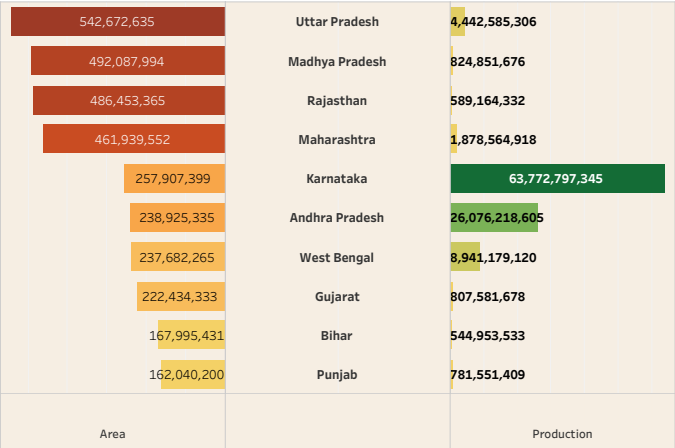 542,672,635 Uttar Pradesh 4,442,585,306
492,087,994 Madhya Pradesh 824,851,676
486,453,365 Rajasthan 589,164,332
461,939,552 Maharashtra 1,878,564,918
257,907,399 Karnataka 63,772,797,345
238,925,335 Andhra Pradesh 26,076,218,605
237,682,265 West Bengal 8,941,179,120
222,434,333 Gujarat 807,581,678
167,995,431 Bihar 544,953,533
162,040,200 Punjab 781,551,409
Area Production